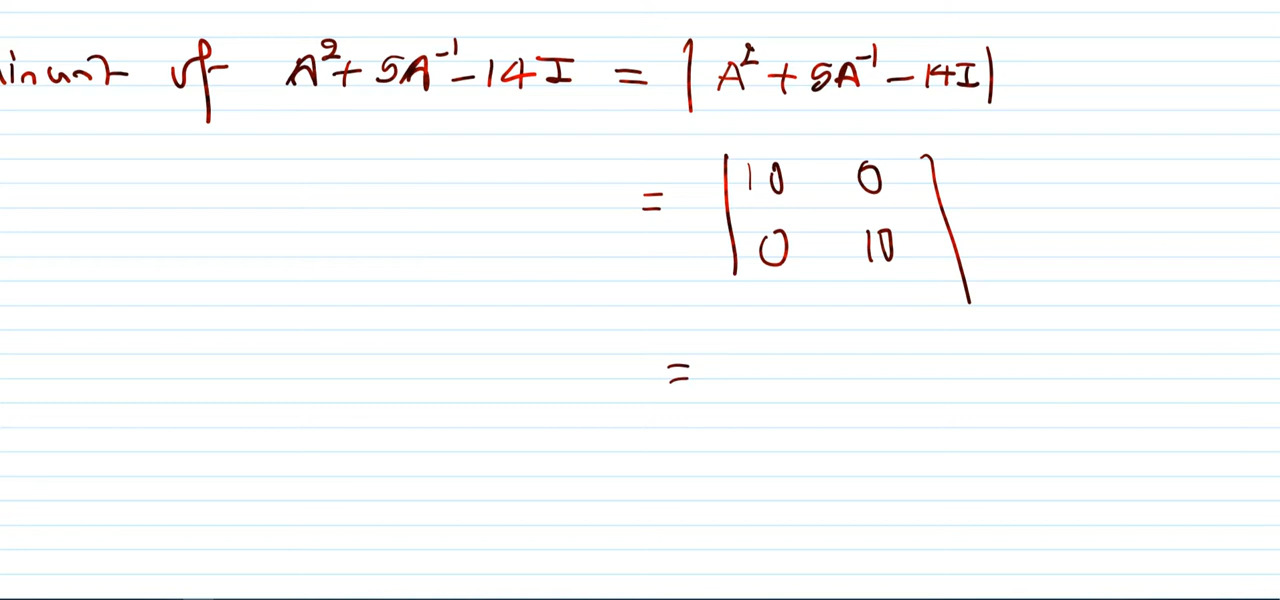 of A²+ 5A⁻¹ -14I = | A² + 5A⁻¹ - 14I |
= | 10 0
0 10 |
=